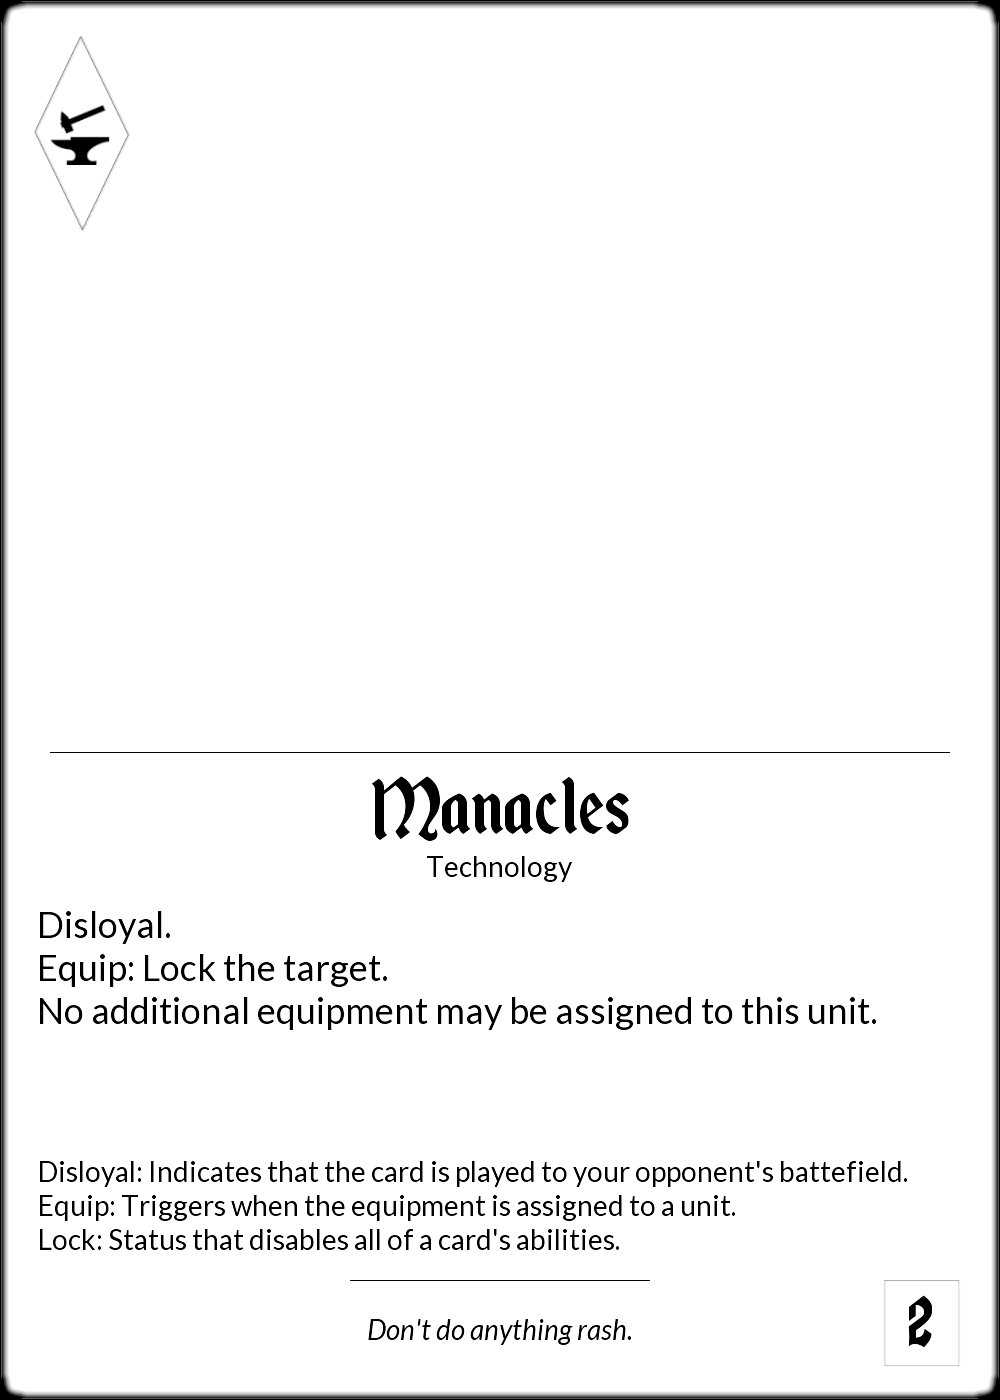 Manacles
Technology
Disloyal.
Equip: Lock the target.
No additional equipment may be assigned to this unit.
Disloyal: Indicates that the card is played to your opponent's battefield.
Equip: Triggers when the equipment is assigned to a unit.
Lock: Status that disables all of a card's abilities.
Don't do anything rash.
2